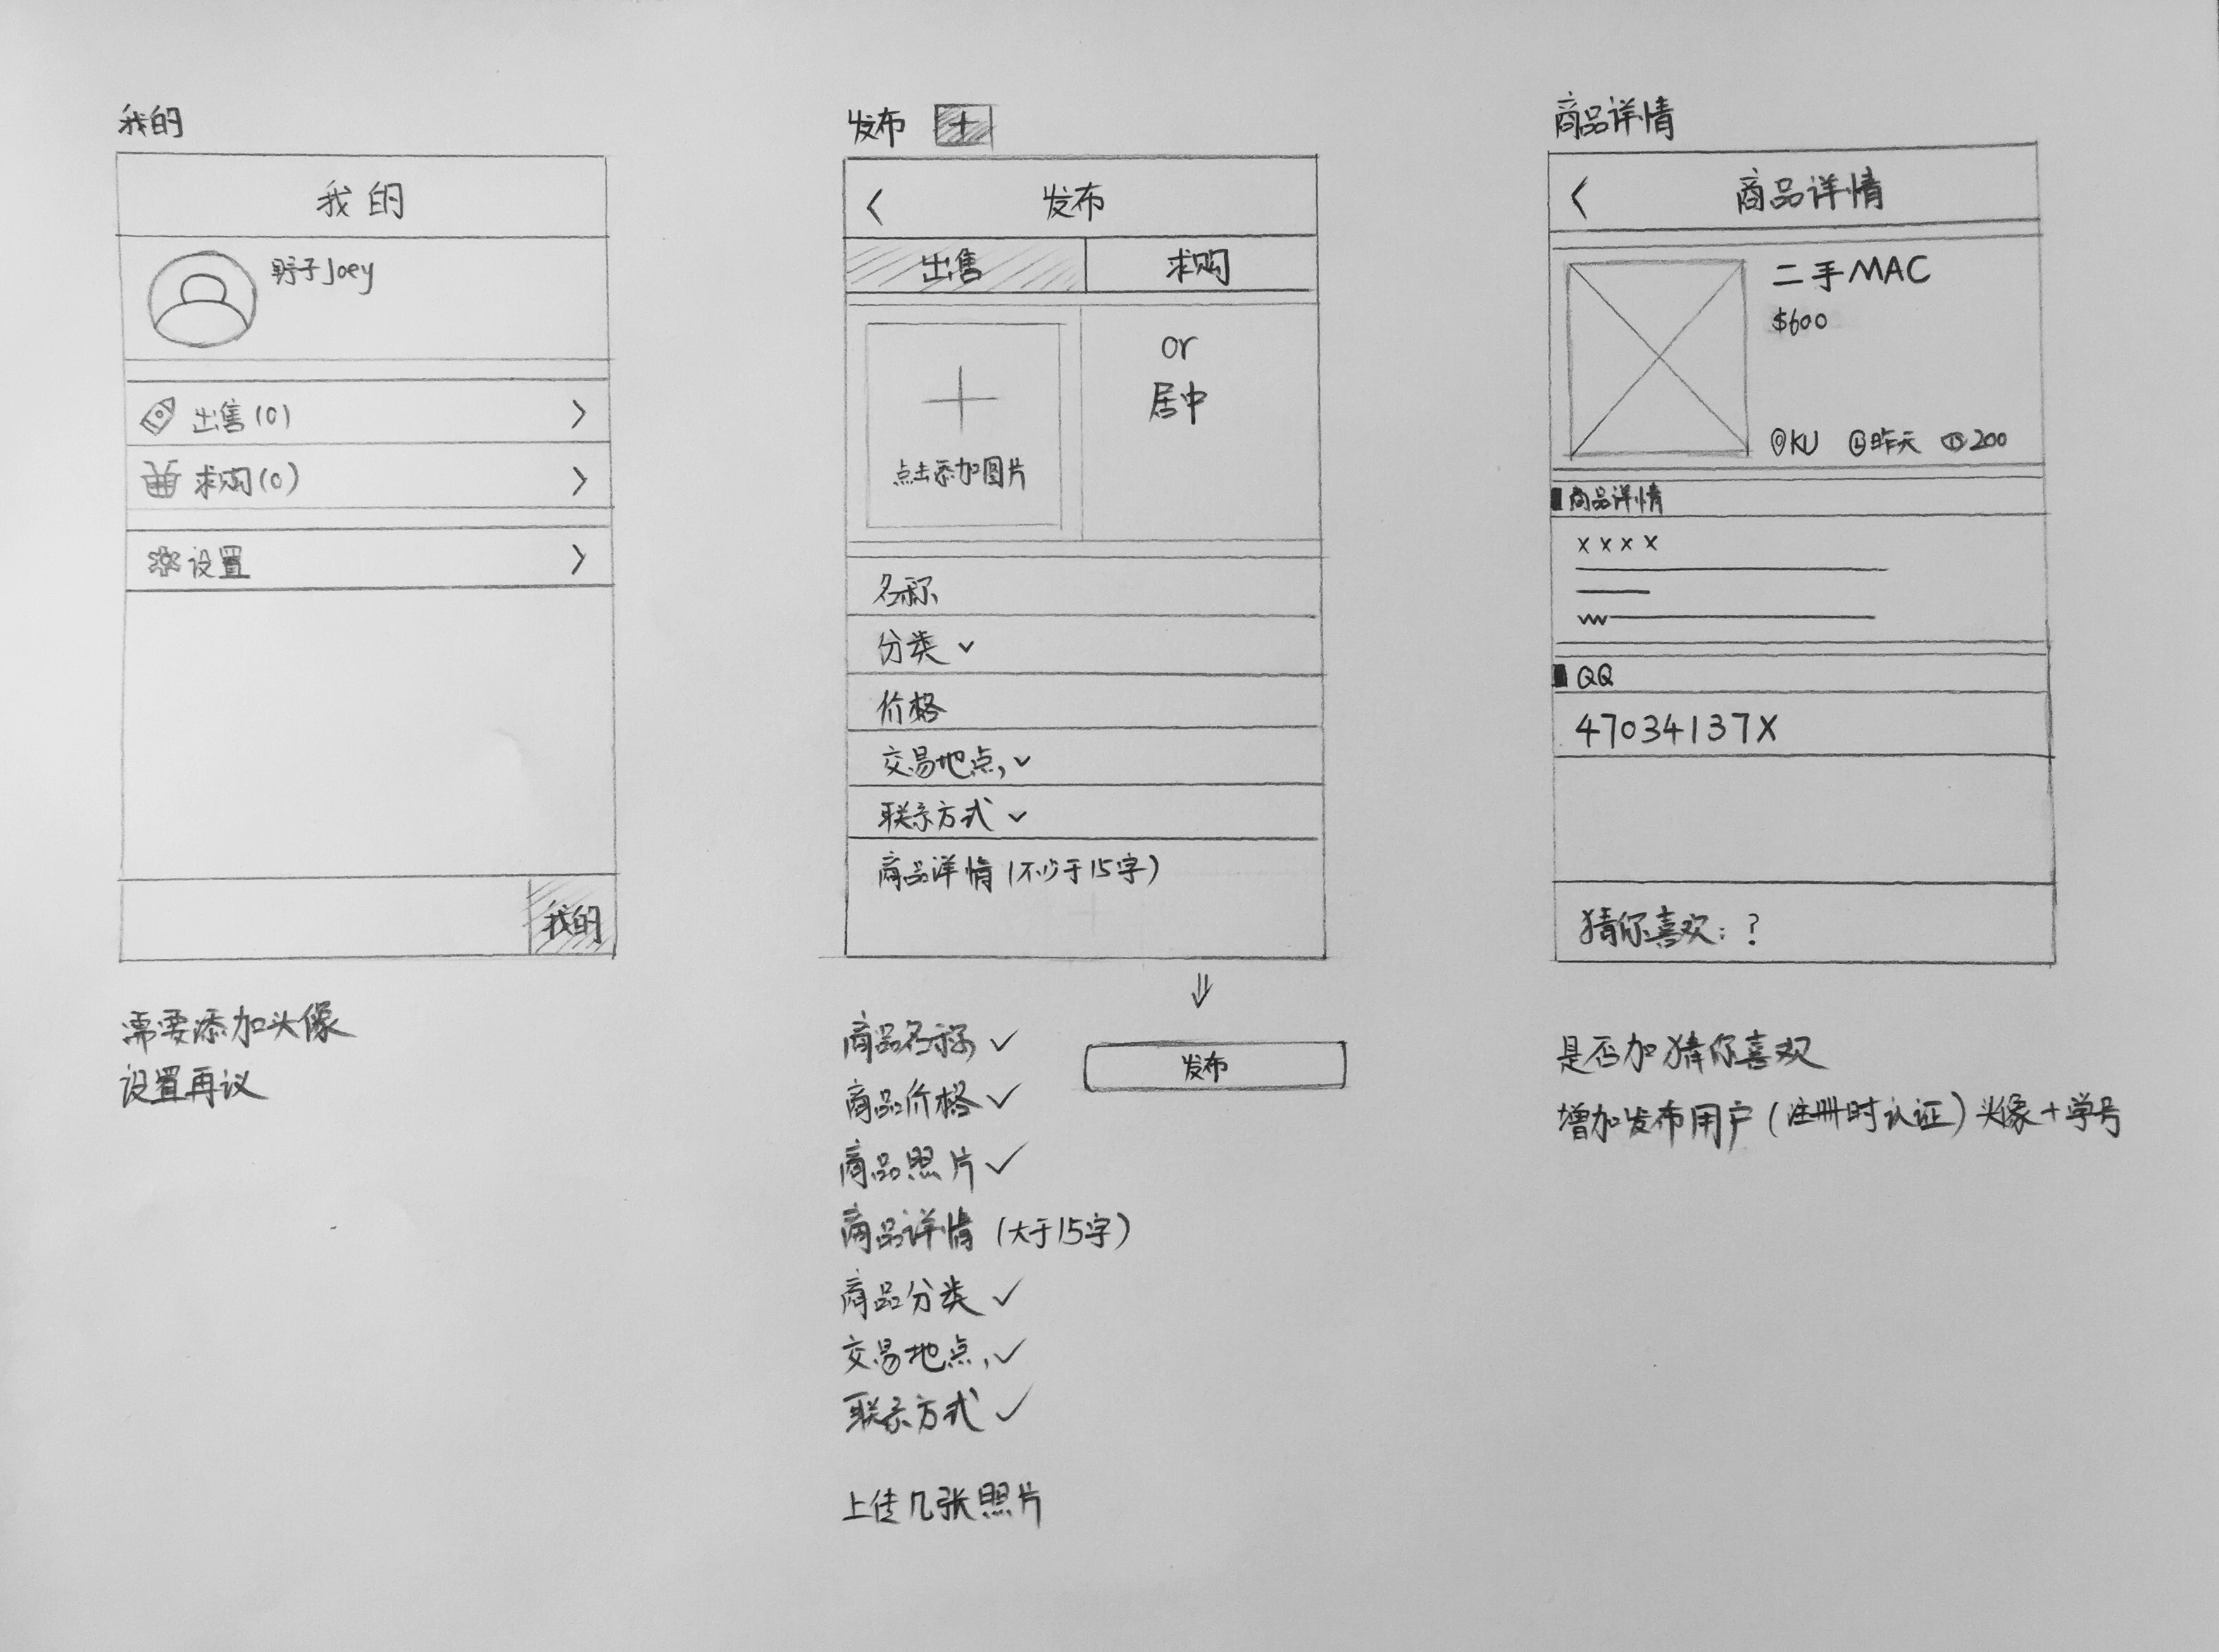 我的
我的
Joey
出售(0)
求购(0)
设置
我的
需要添加头像
设置再议
发布 +
< 发布
出售 求购
点击添加图片
or
居中
名称
分类
价格
交易地点
联系方式
商品详情(不少于15字)
发布
商品名称 ✓
商品价格 ✓
商品照片 ✓
商品详情(大于15字)
商品分类 ✓
交易地点 ✓
联系方式 ✓
上传几张照片
商品详情
< 商品详情
二手MAC
$600
KU 昨天 200
商品详情
x x x x
QQ
47034137X
猜你喜欢:?
是否加猜你喜欢
增加发布用户(注册时认证)头像+学号